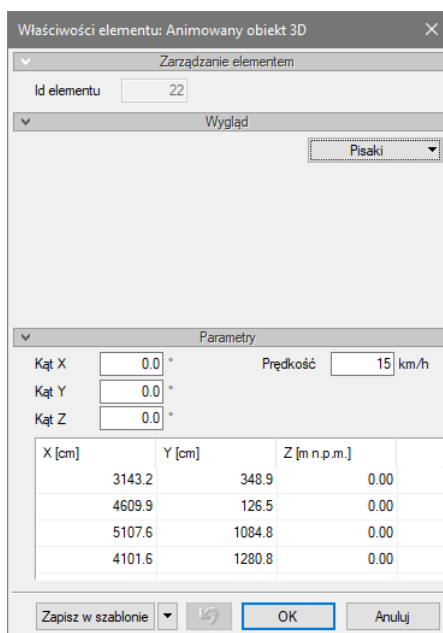 Właściwości elementu: Animowany obiekt 3D
Zarządzanie elementem
Id elementu 22
Wygląd
Pisaki
Parametry
Kąt X 0.0 ° Prędkość 15 km/h
Kąt Y 0.0 °
Kąt Z 0.0 °
X [cm] Y [cm] Z [m n.p.m.]
3143.2 348.9 0.00
4609.9 126.5 0.00
5107.6 1084.8 0.00
4101.6 1280.8 0.00
Zapisz w szablonie OK Anuluj